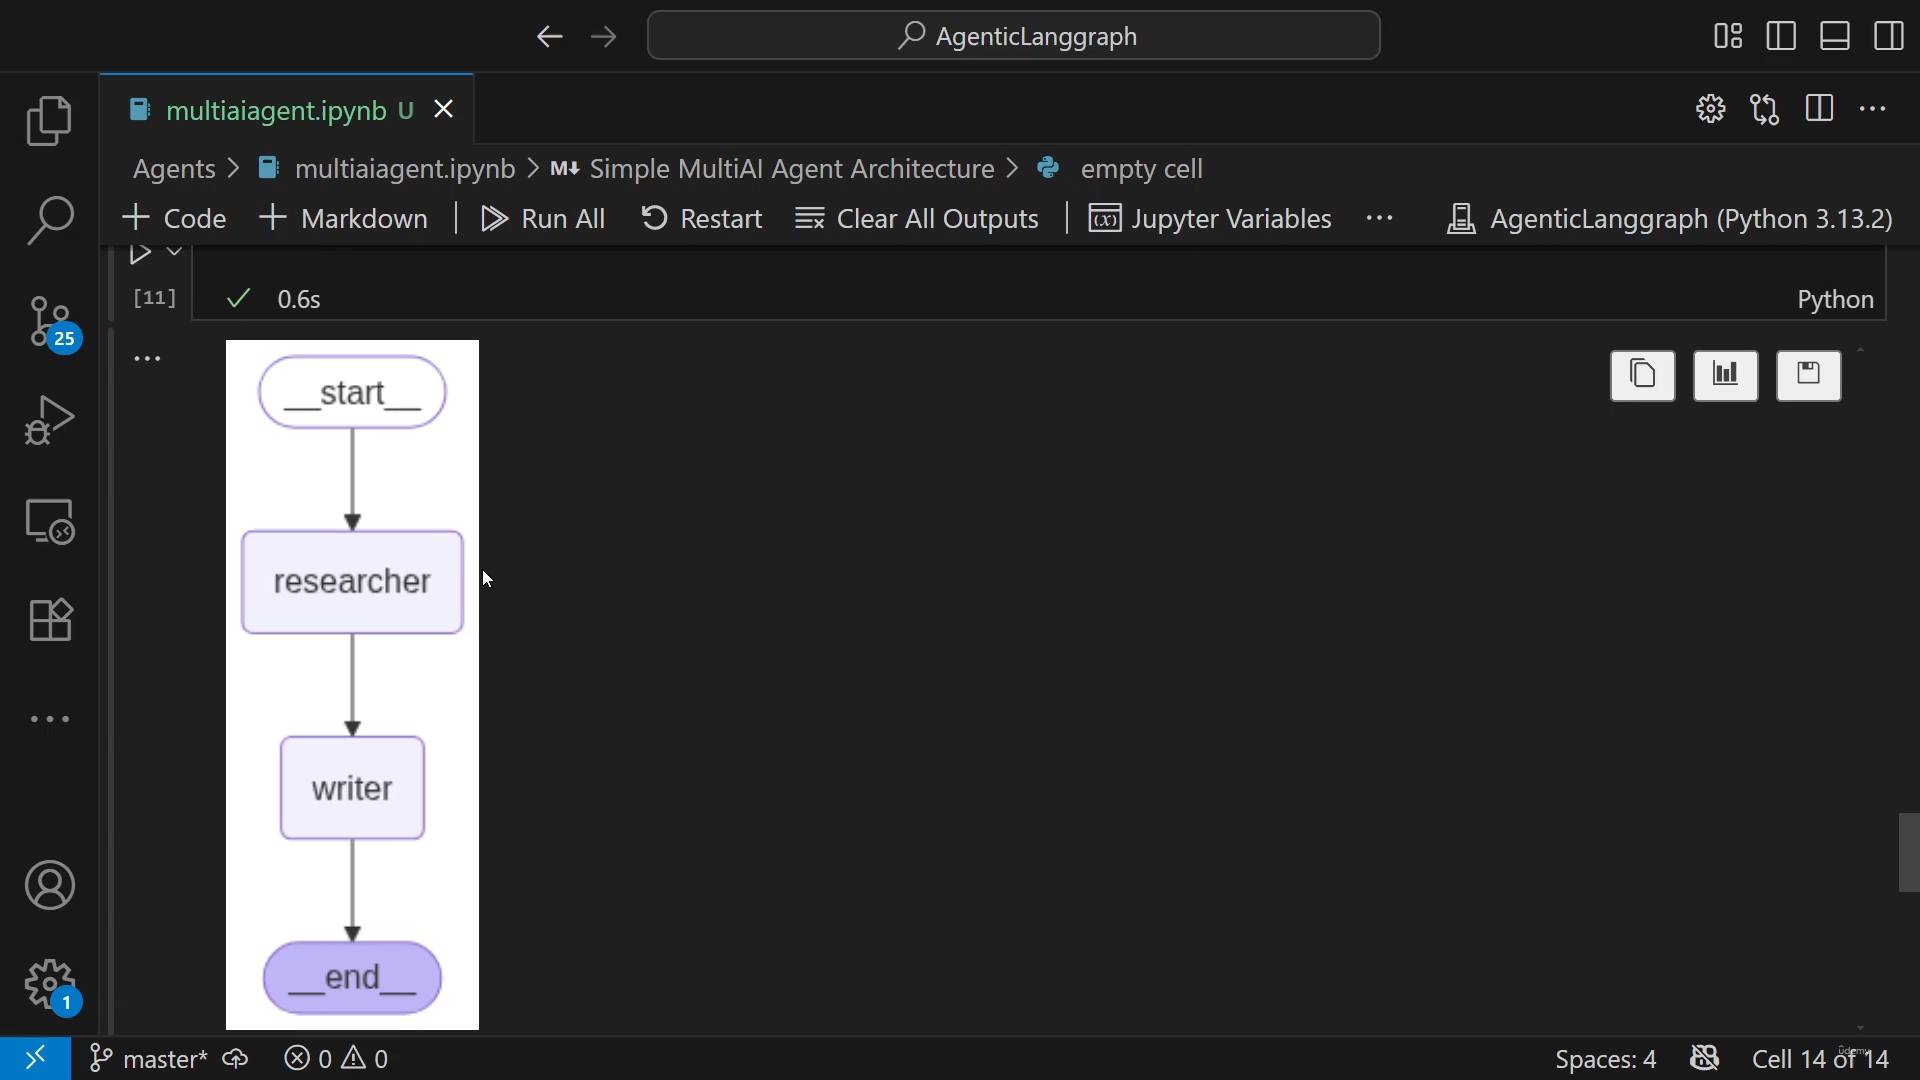 AgenticLanggraph
multiaiagent.ipynb U
Agents > multiaiagent.ipynb > M↓ Simple MultiAI Agent Architecture > empty cell
+ Code + Markdown | Run All Restart Clear All Outputs | (x) Jupyter Variables ... AgenticLanggraph (Python 3.13.2)
[11] 0.6s Python
25
...
__start__
researcher
writer
__end__
1
master* 0 0 Spaces: 4 Cell 14 of 14
ûdemy